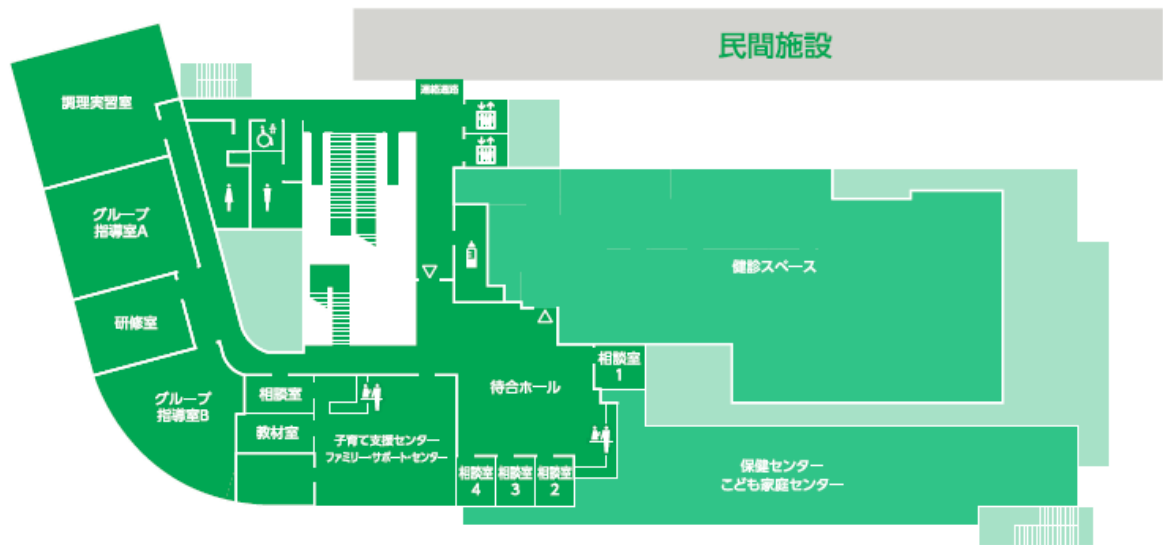 民間施設
連絡通路
調理実習室
グループ
指導室A
健診スペース
研修室
相談室
1
待合ホール
相談室
グループ
指導室B
教材室
子育て支援センター
ファミリー・サポート・センター
相談室
4
相談室
3
相談室
2
保健センター
こども家庭センター